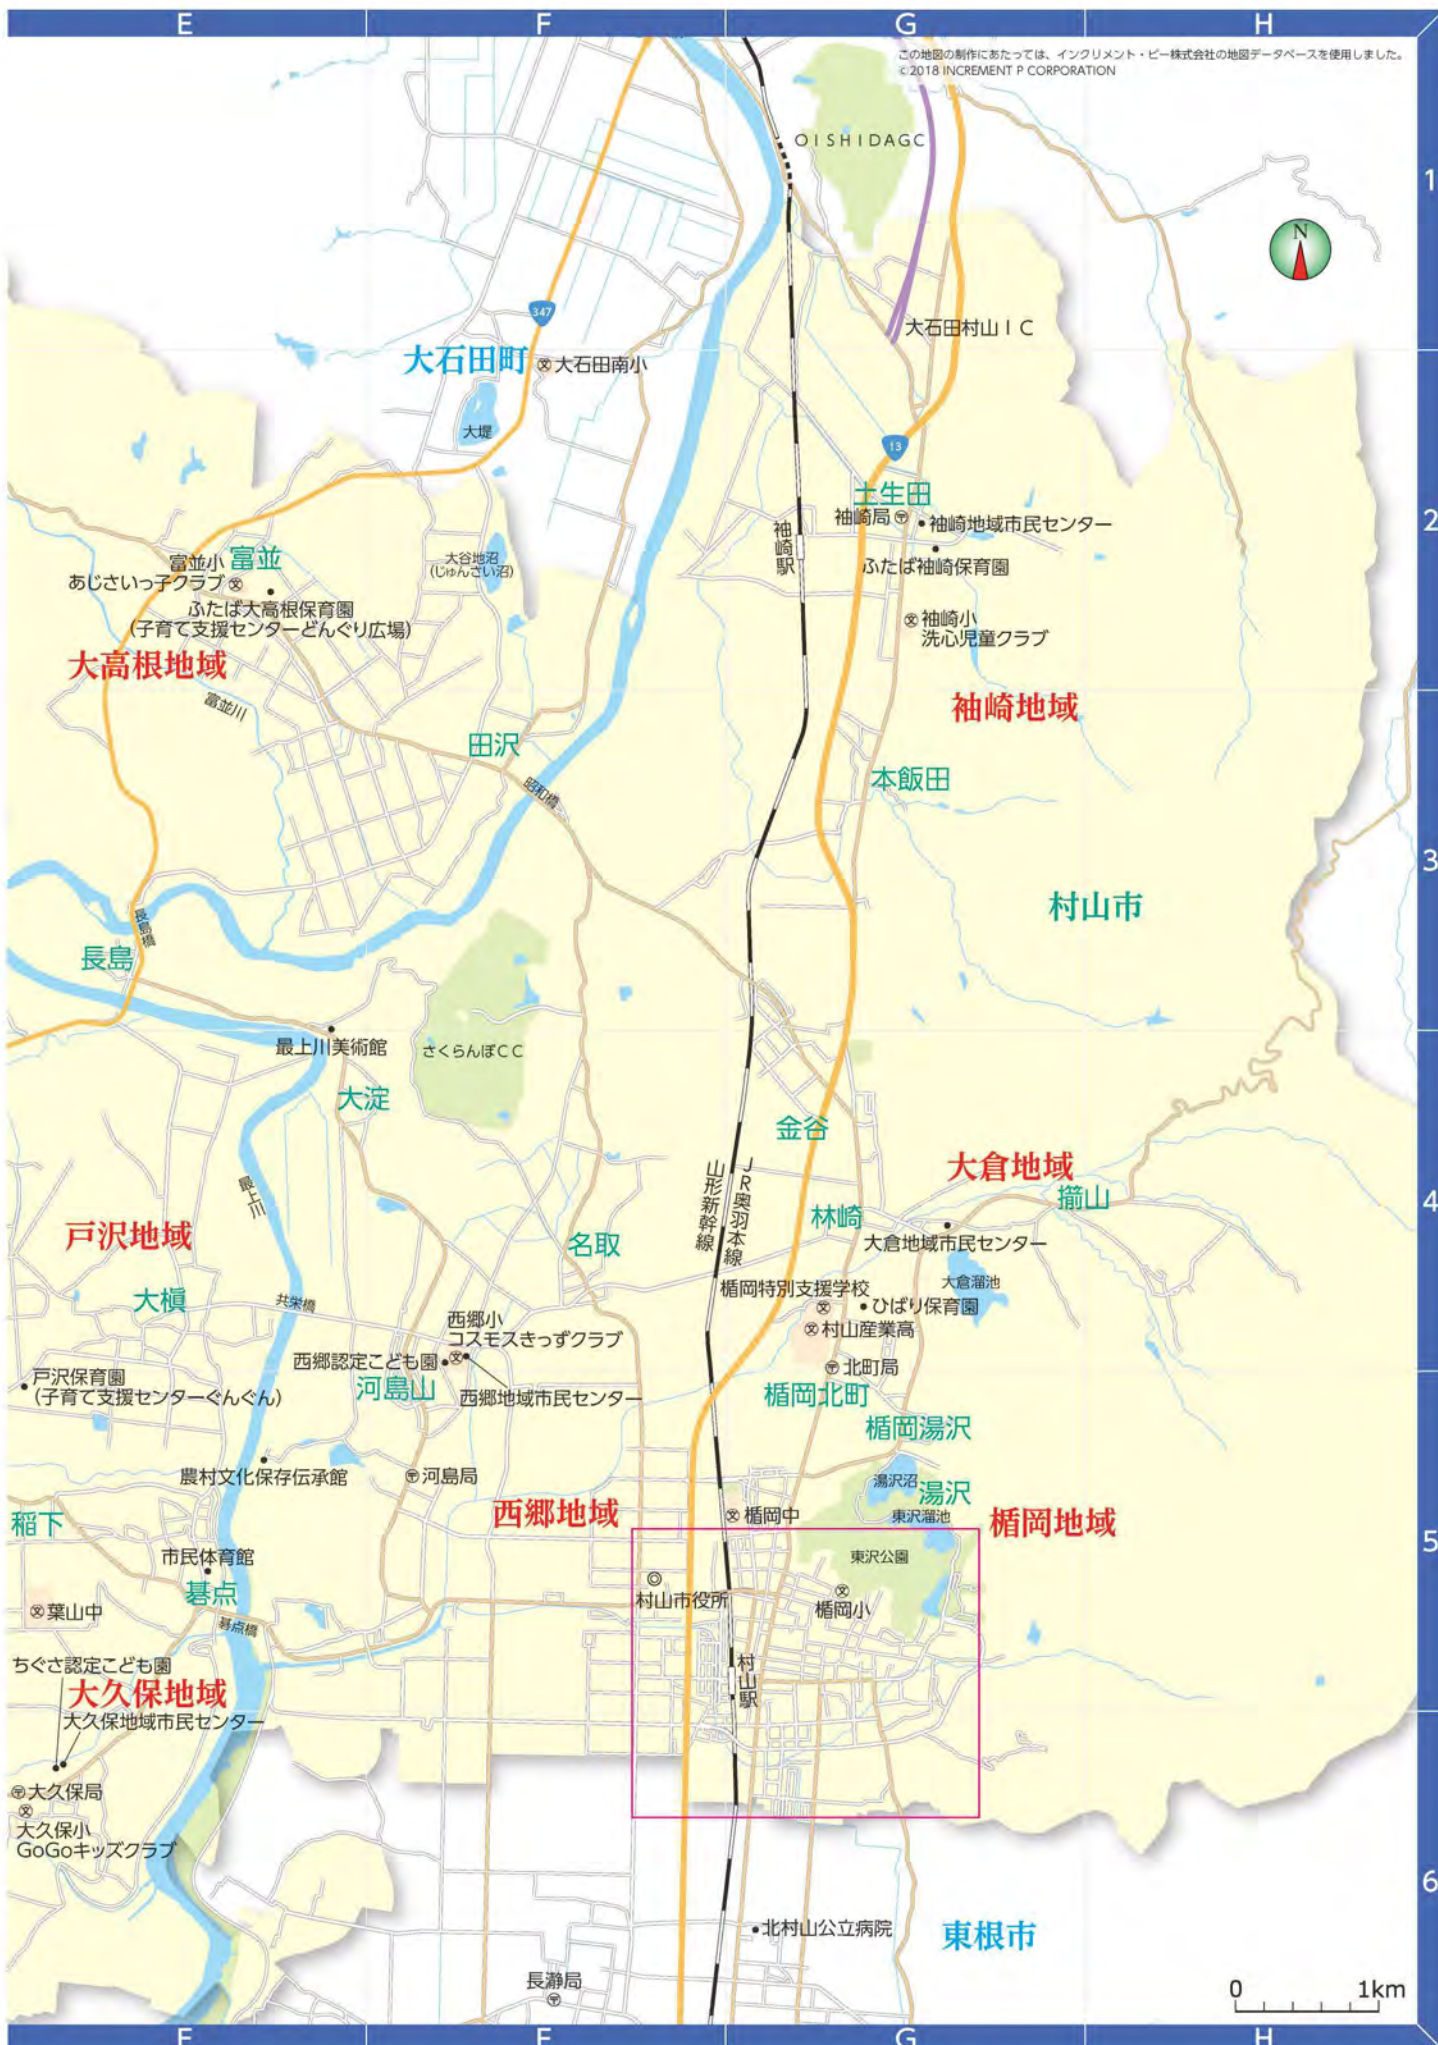 E
F
G
H
この地図の制作にあたっては、インクリメント・ピー株式会社の地図データベースを使用しました。
©2018 INCREMENT P CORPORATION
OISHIDAGC
1
N
347
大石田村山IC
大石田町
大石田南小
大堤
13
土生田
袖崎局
袖崎地域市民センター
2
袖崎駅
ふたば袖崎保育園
富並小
富並
あじさいっ子クラブ
大谷地沼
(じゅんさい沼)
ふたば大高根保育園
(子育て支援センターどんぐり広場)
袖崎小
洗心児童クラブ
大高根地域
富並川
袖崎地域
田沢
本飯田
昭和橋
3
村山市
長島橋
長島
最上川美術館
さくらんぼCC
大淀
金谷
JR奥羽本線
山形新幹線
大倉地域
最上川
擶山
4
戸沢地域
林崎
名取
大倉地域市民センター
大槇
共栄橋
大倉溜池
楯岡特別支援学校
ひばり保育園
西郷小
コスモスきっずクラブ
村山産業高
西郷認定こども園
北町局
戸沢保育園
(子育て支援センターぐんぐん)
河島山
西郷地域市民センター
楯岡北町
楯岡湯沢
農村文化保存伝承館
河島局
湯沢沼
湯沢
稲下
西郷地域
楯岡中
東沢溜池
楯岡地域
5
市民体育館
東沢公園
碁点
村山市役所
楯岡小
葉山中
碁点橋
ちぐさ認定こども園
村山駅
大久保地域
大久保地域市民センター
大久保局
大久保小
GoGoキッズクラブ
6
北村山公立病院
東根市
長瀞局
0
1km
E
F
G
H